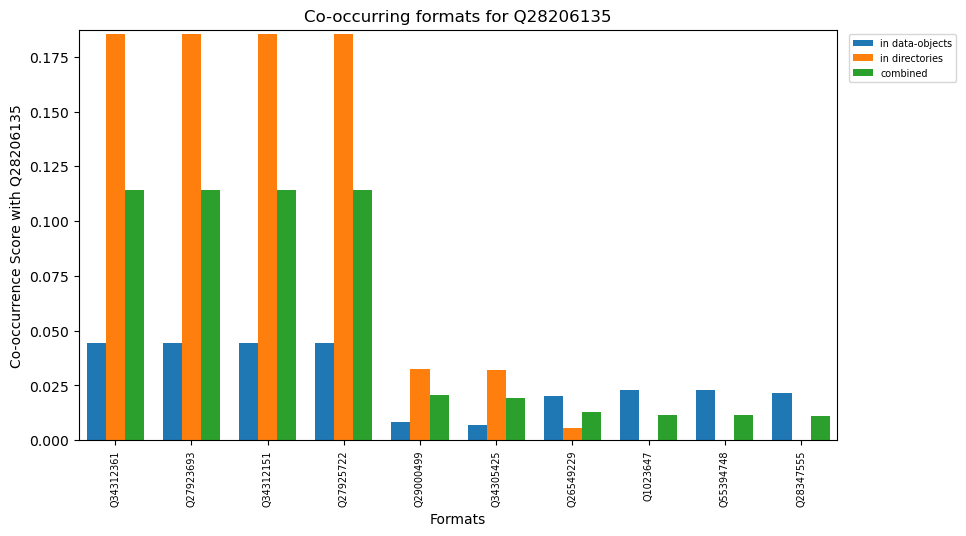 Co-occurring formats for Q28206135
in data-objects
in directories
combined
Co-occurrence Score with Q28206135
0.175
0.150
0.125
0.100
0.075
0.050
0.025
0.000
Q34312361
Q27923693
Q34312151
Q27925722
Q29000499
Q34305425
Q26549229
Q1023647
Q55394748
Q28347555
Formats